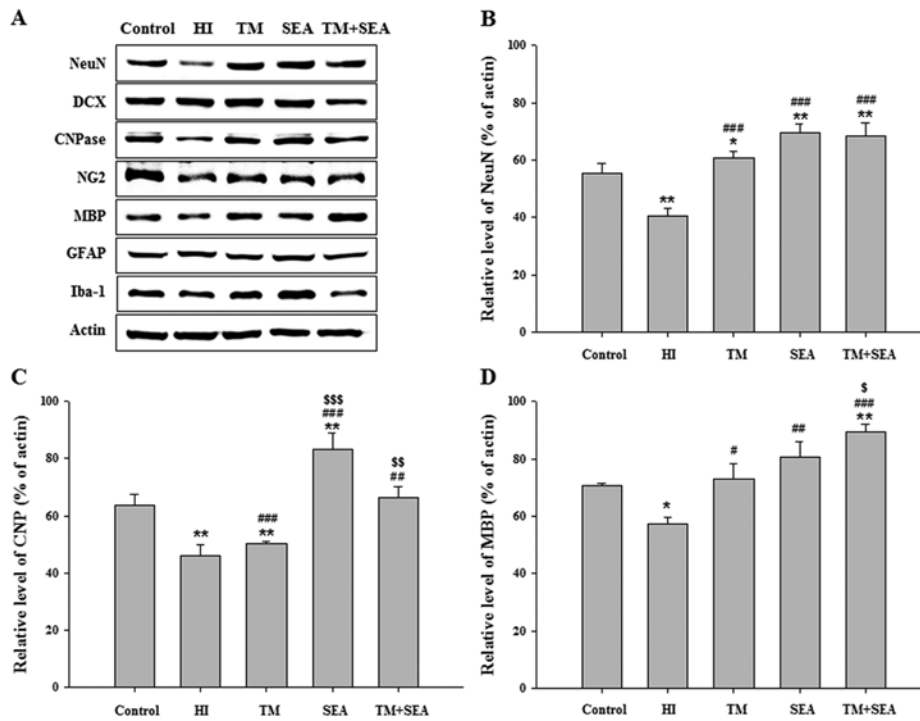 A
Control HI TM SEA TM+SEA
NeuN
DCX
CNPase
NG2
MBP
GFAP
Iba-1
Actin
B
Relative level of NeuN (% of actin)
100
80
60
40
20
0
**
###
*
###
**
###
**
Control HI TM SEA TM+SEA
C
Relative level of CNP (% of actin)
100
80
60
40
20
0
**
###
**
$$$
###
**
$$
##
Control HI TM SEA TM+SEA
D
Relative level of MBP (% of actin)
100
80
60
40
20
0
*
#
##
$
###
**
Control HI TM SEA TM+SEA